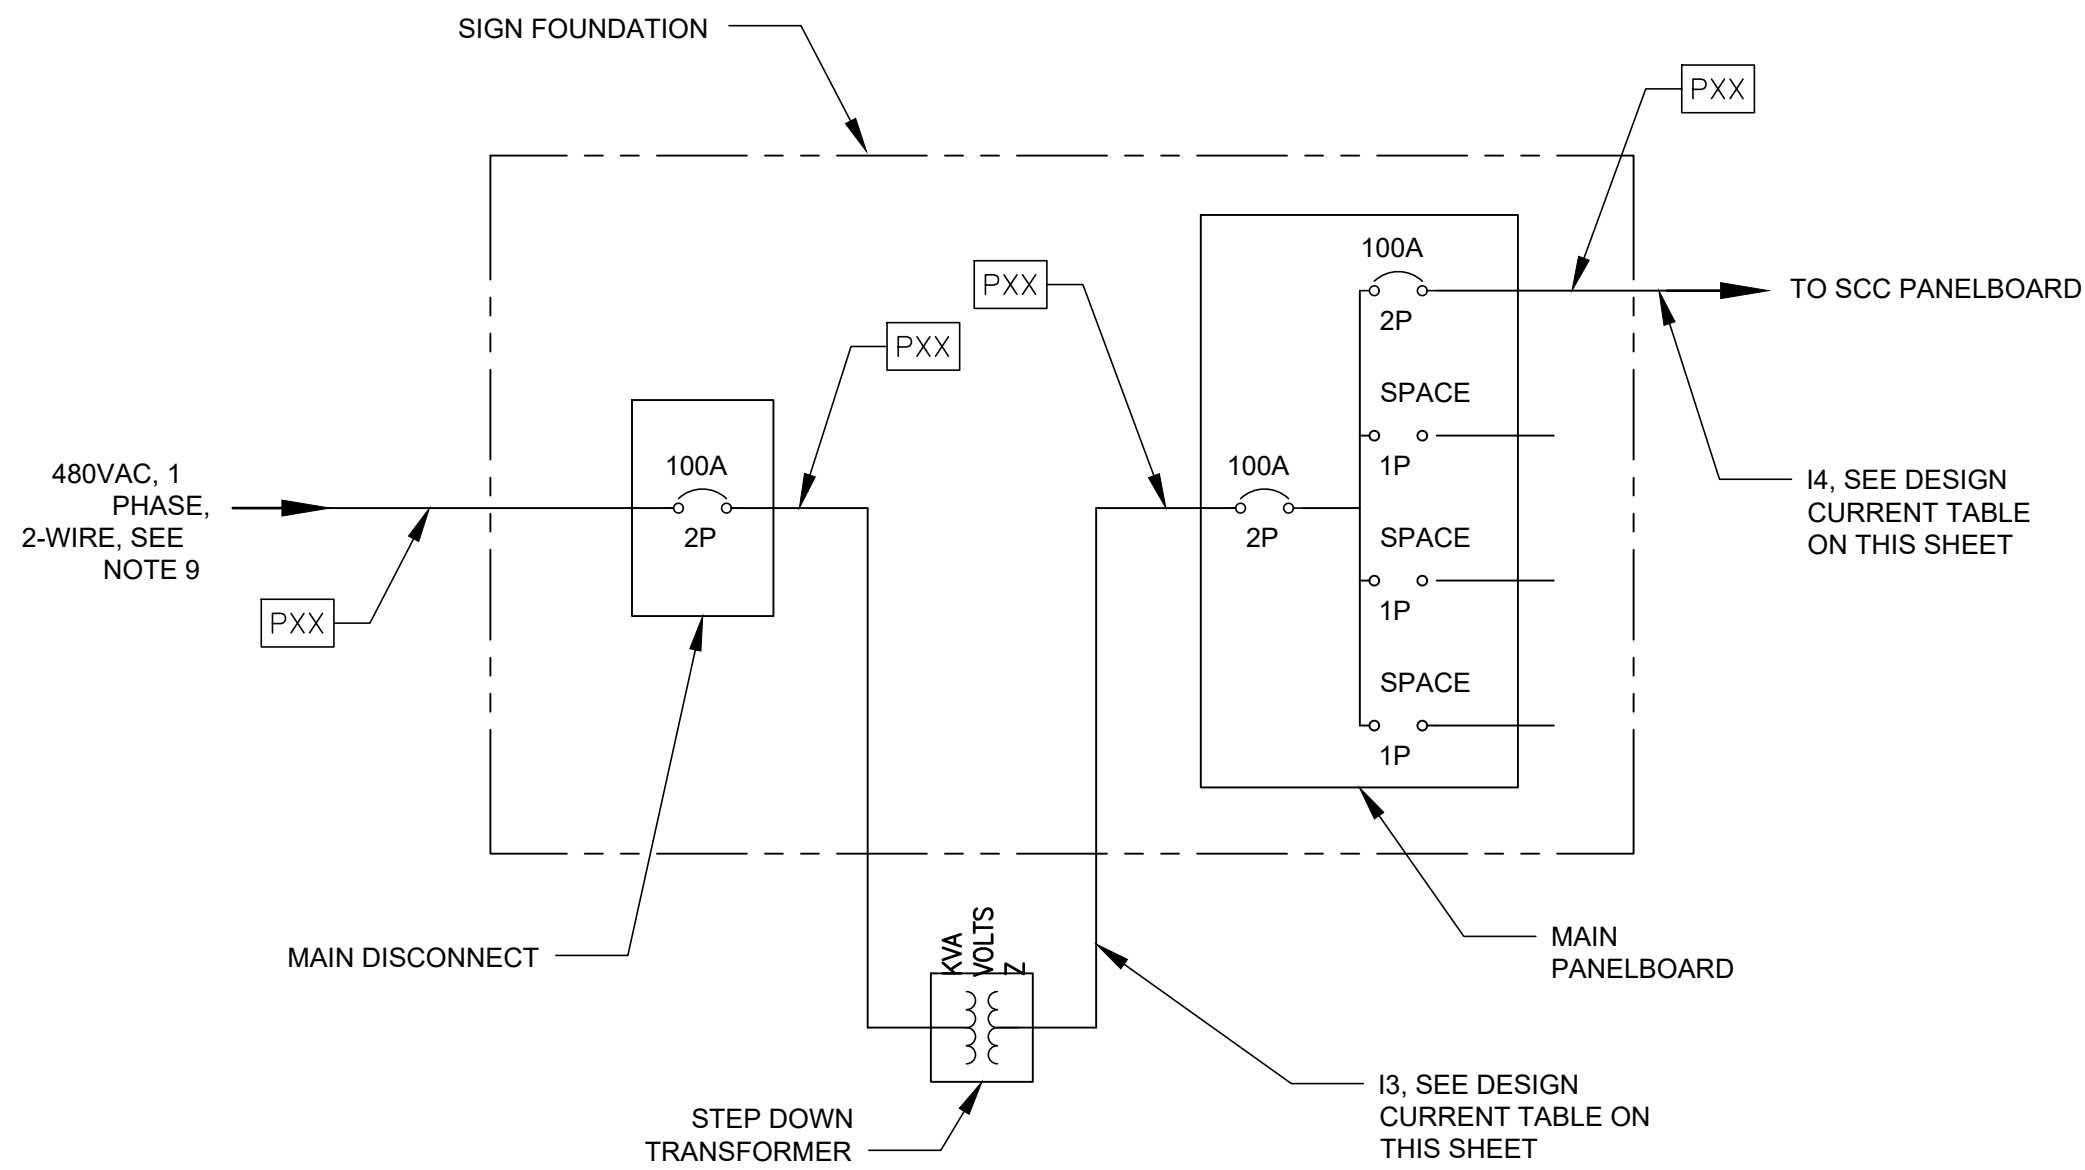 SIGN FOUNDATION
PXX
100A
2P
TO SCC PANELBOARD
PXX
PXX
SPACE
1P
480VAC, 1
PHASE,
2-WIRE, SEE
NOTE 9
100A
2P
100A
2P
I4, SEE DESIGN
CURRENT TABLE
ON THIS SHEET
SPACE
1P
PXX
SPACE
1P
MAIN DISCONNECT
KVA
VOLTS
Z
MAIN
PANELBOARD
STEP DOWN
TRANSFORMER
I3, SEE DESIGN
CURRENT TABLE ON
THIS SHEET